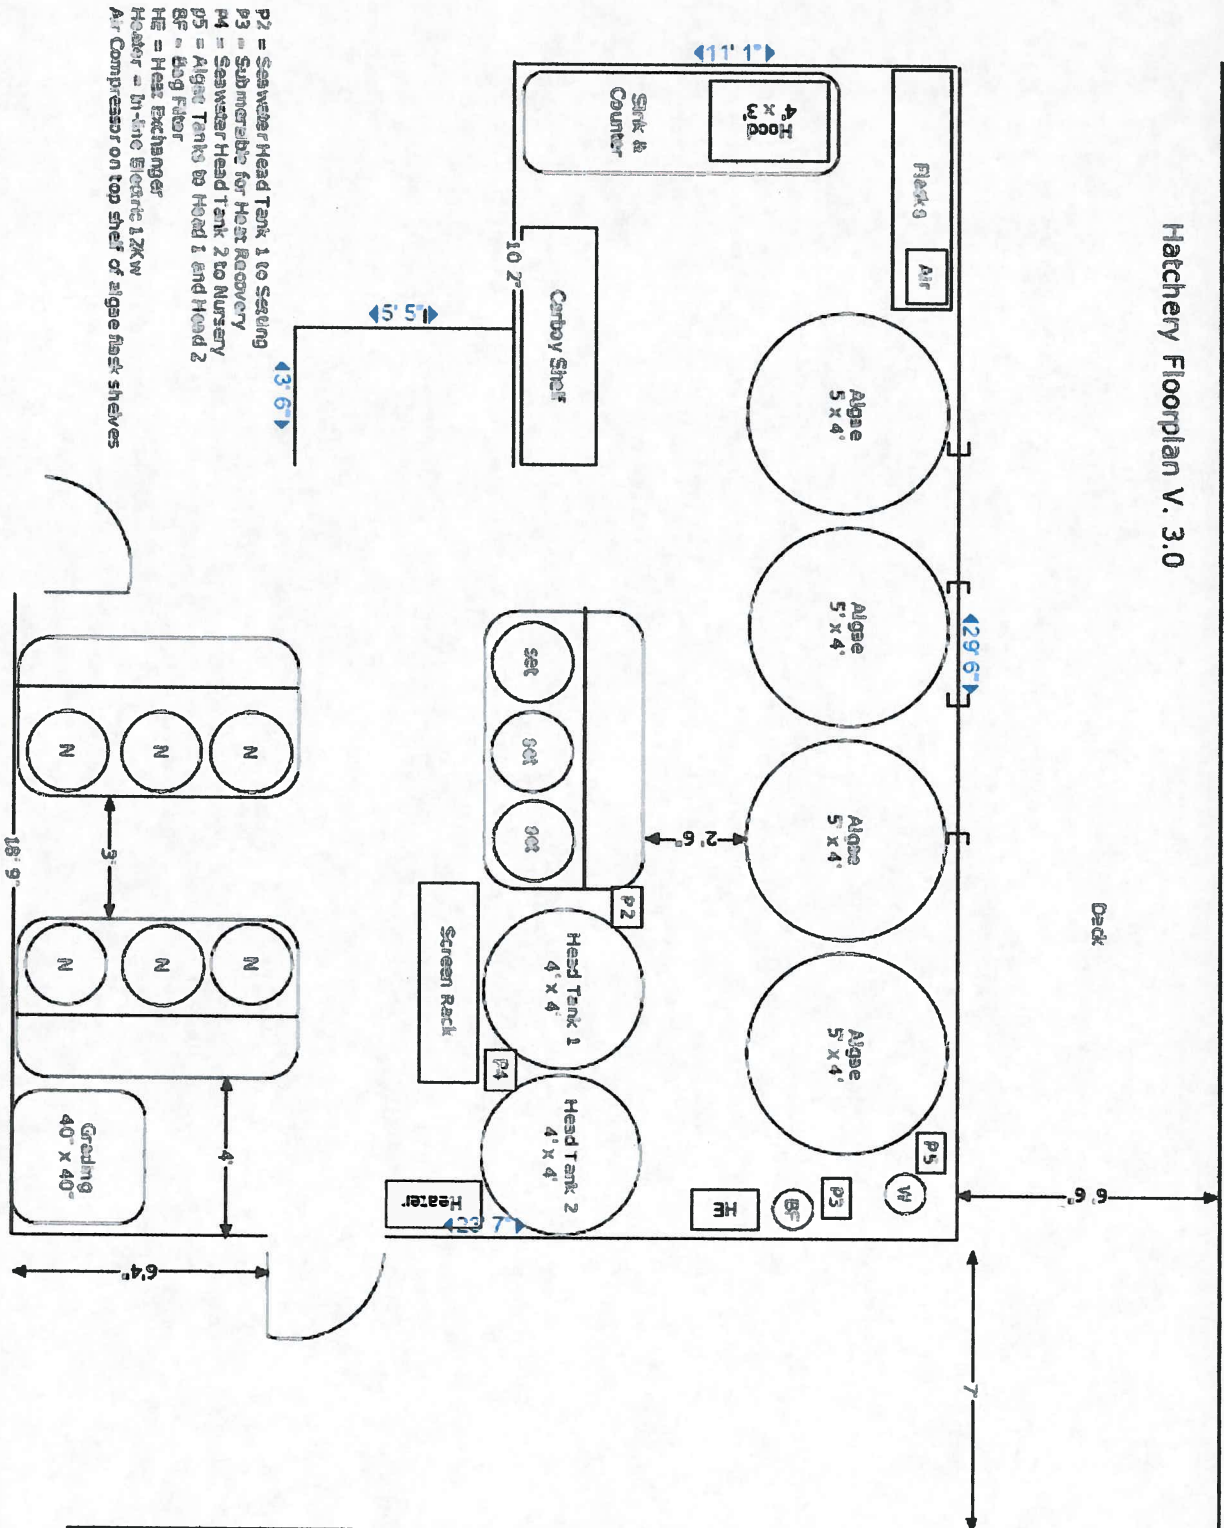 Hatchery Floorplan V. 3.0
Deck
6' 6"
7'
29' 6"
11' 1"
Flasks
Air
Hood
4' x 3'
Sink &
Counter
Algae
5 X 4'
Algae
5' X 4'
Algae
5' X 4'
Algae
5' X 4'
P5
W
P3
BF
HE
2' 6"
Carboy Shelf
10 2"
set
set
set
P2
Head Tank 1
4' X 4'
Head Tank 2
4' X 4'
P4
Screen Rack
Heater
23' 7"
5' 5"
3' 6"
N
N
N
N
N
N
3'
4'
Grading
40" X 40"
6'4"
18' 9"
P2 = Seawater Head Tank 1 to Setting
P3 = Submersible for Heat Recovery
P4 = Seawater Head Tank 2 to Nursery
P5 = Algae Tanks to Head 1 and Head 2
BF = Bag Filter
HE = Heat Exchanger
Heater = In-line Electric 12Kw
Air Compressor on top shelf of algae flask shelves